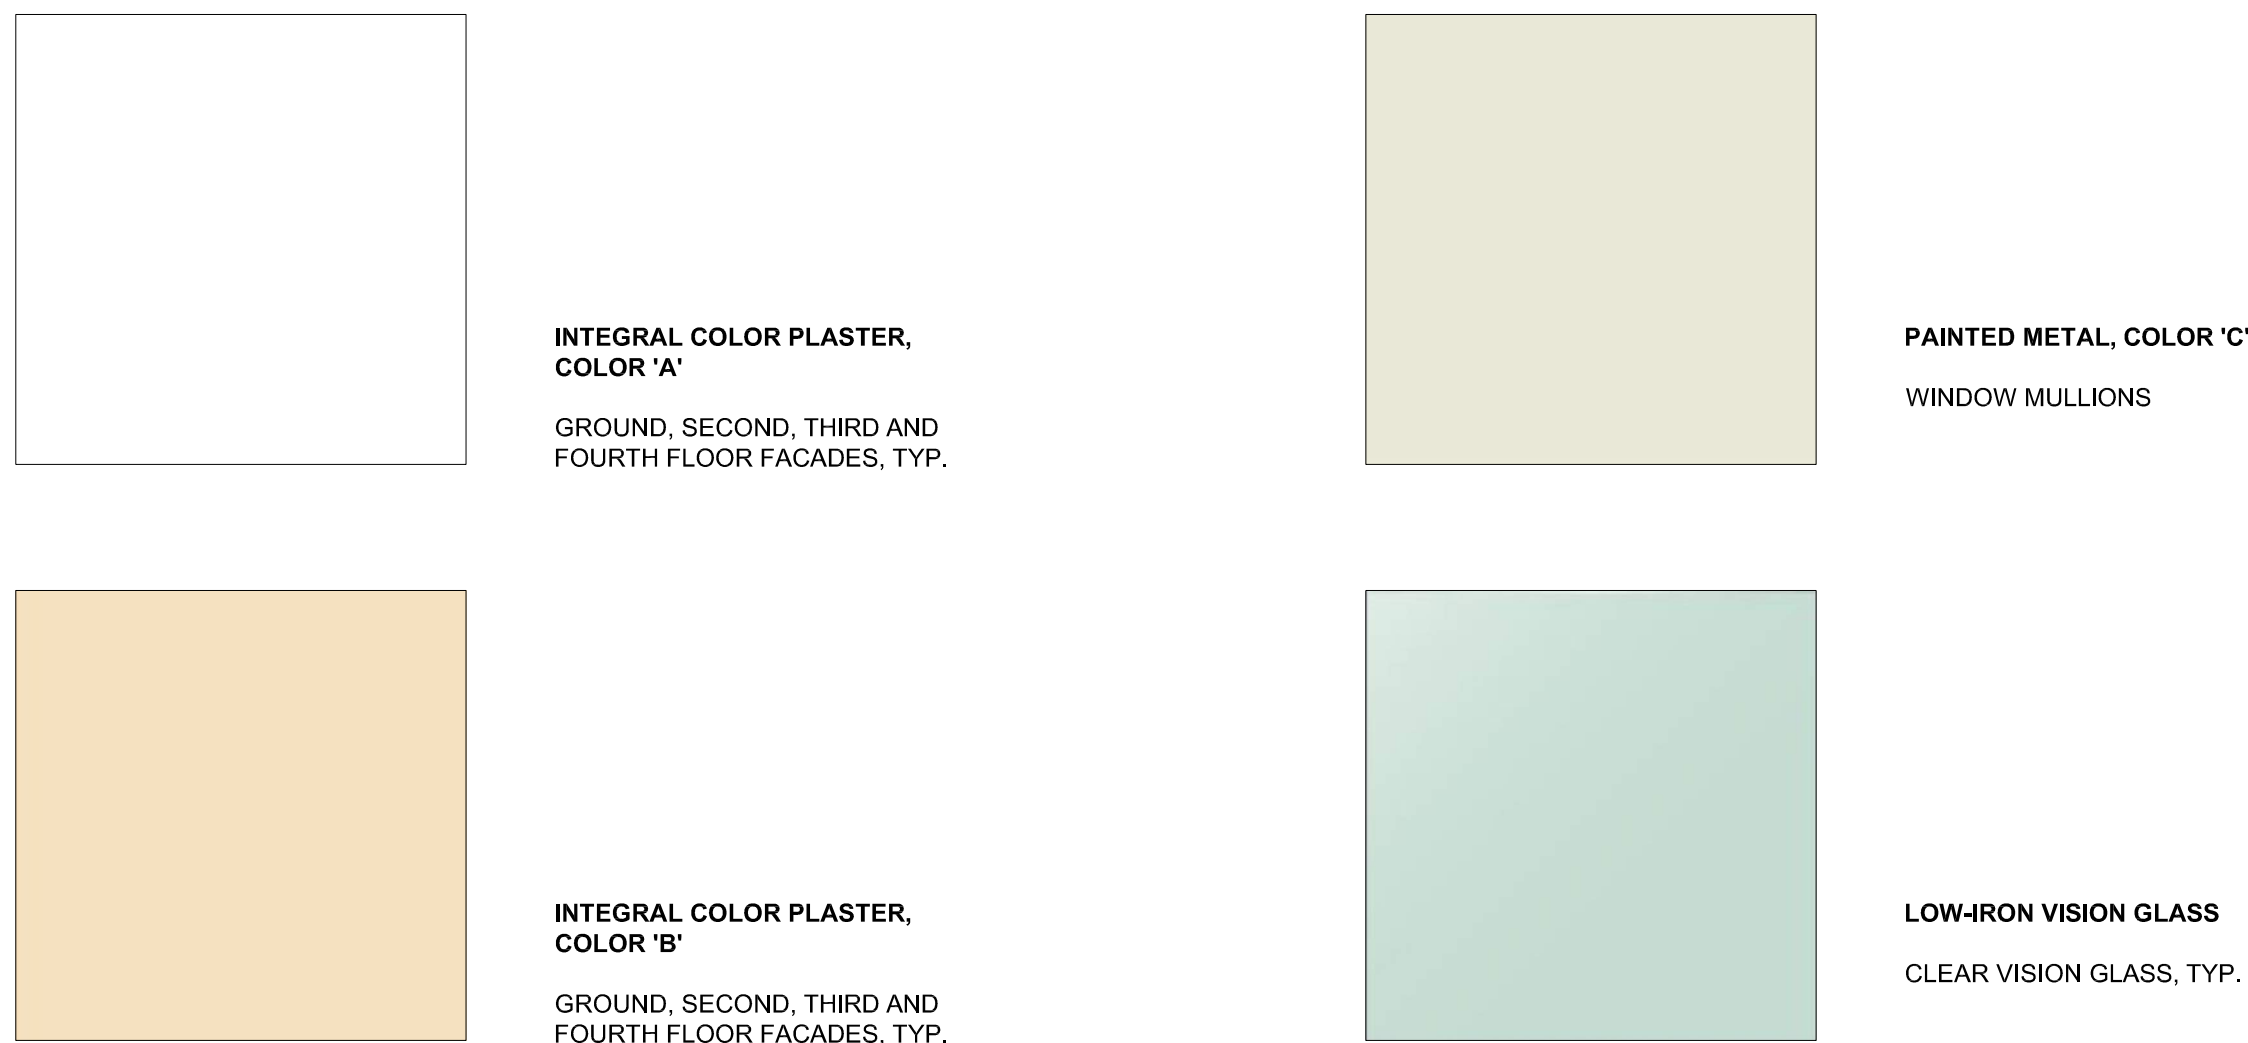 INTEGRAL COLOR PLASTER,
COLOR 'A'
GROUND, SECOND, THIRD AND
FOURTH FLOOR FACADES, TYP.
PAINTED METAL, COLOR 'C'
WINDOW MULLIONS
INTEGRAL COLOR PLASTER,
COLOR 'B'
GROUND, SECOND, THIRD AND
FOURTH FLOOR FACADES, TYP.
LOW-IRON VISION GLASS
CLEAR VISION GLASS, TYP.